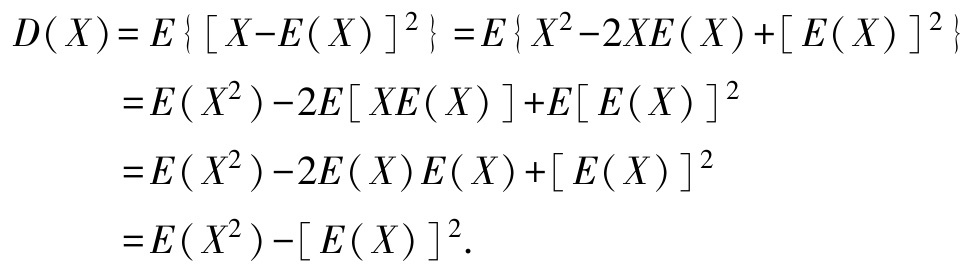 D(X)=E{[X-E(X)]²}=E{X²-2XE(X)+[E(X)]²}
=E(X²)-2E[XE(X)]+E[E(X)]²
=E(X²)-2E(X)E(X)+[E(X)]²
=E(X²)-[E(X)]².